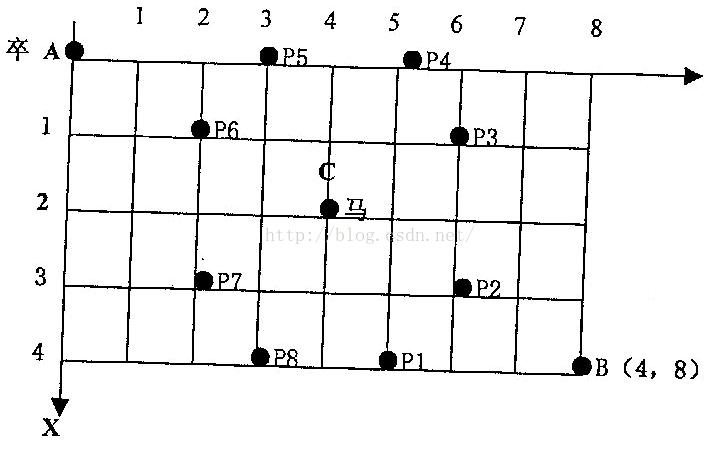 1 2 3 4 5 6 7 8
卒 A P5 P4
1 P6 P3
C
2 马
http://blog.csdn.net/
3 P7 P2
4 P8 P1 B (4, 8)
X